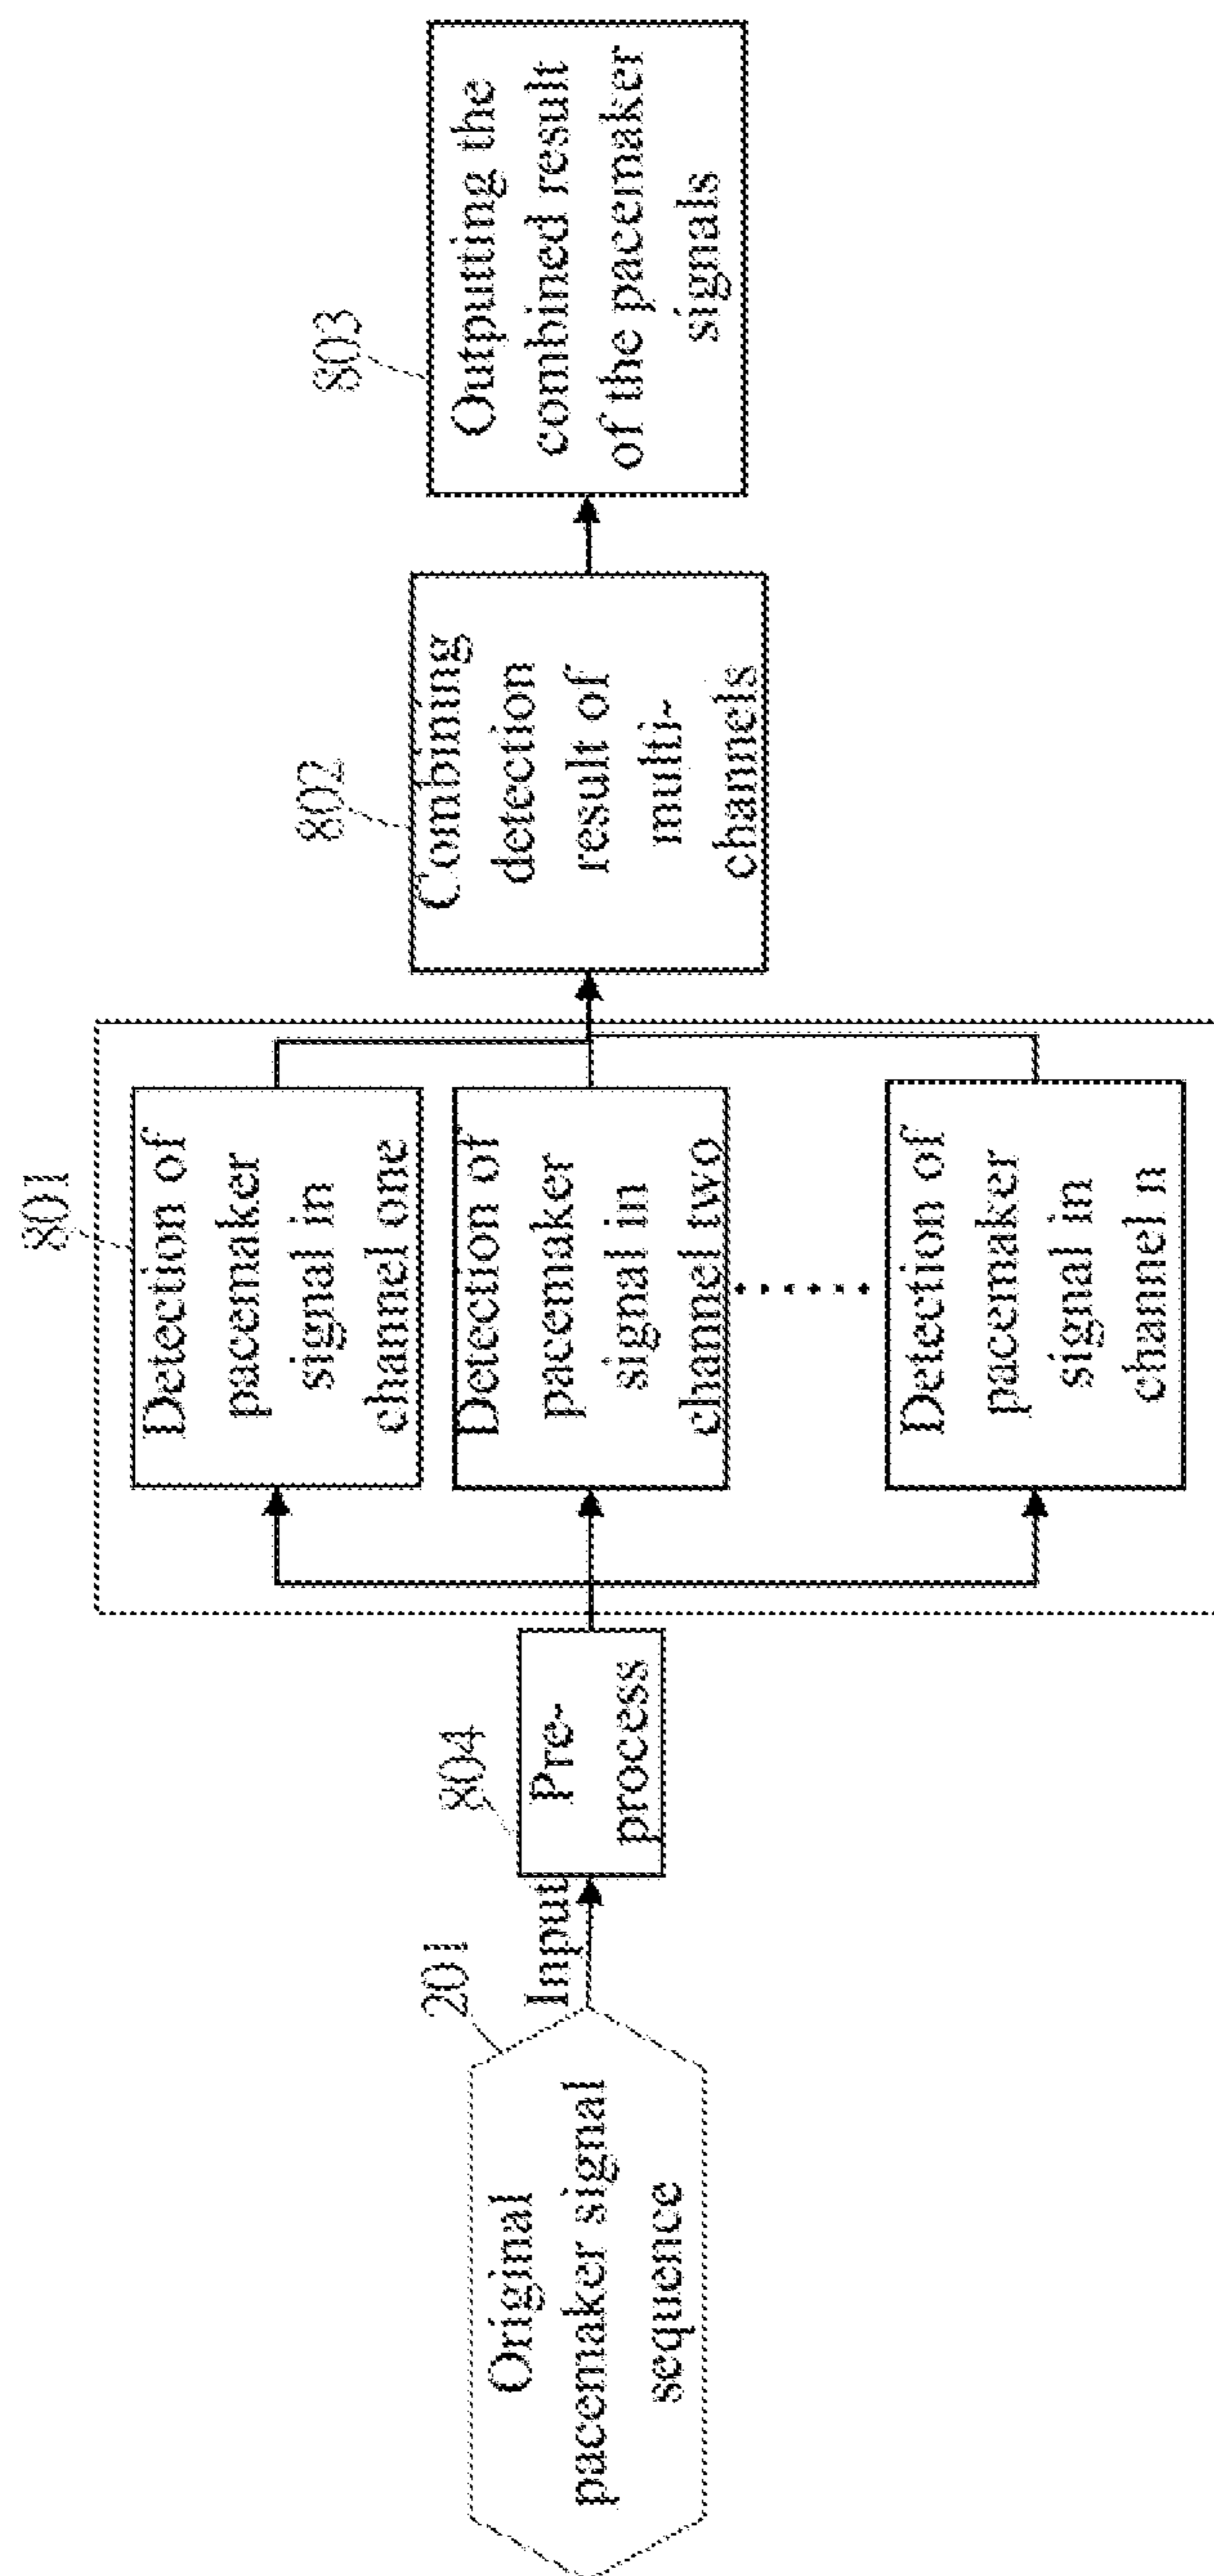 201
Original
pacemaker signal
sequence
Input
804
Pre-
process
801
Detection of
pacemaker
signal in
channel one
Detection of
pacemaker
signal in
channel two
Detection of
pacemaker
signal in
channel n
802
Combining
detection
result of
multi-
channels
803
Outputing the
combined result
of the pacemaker
signals